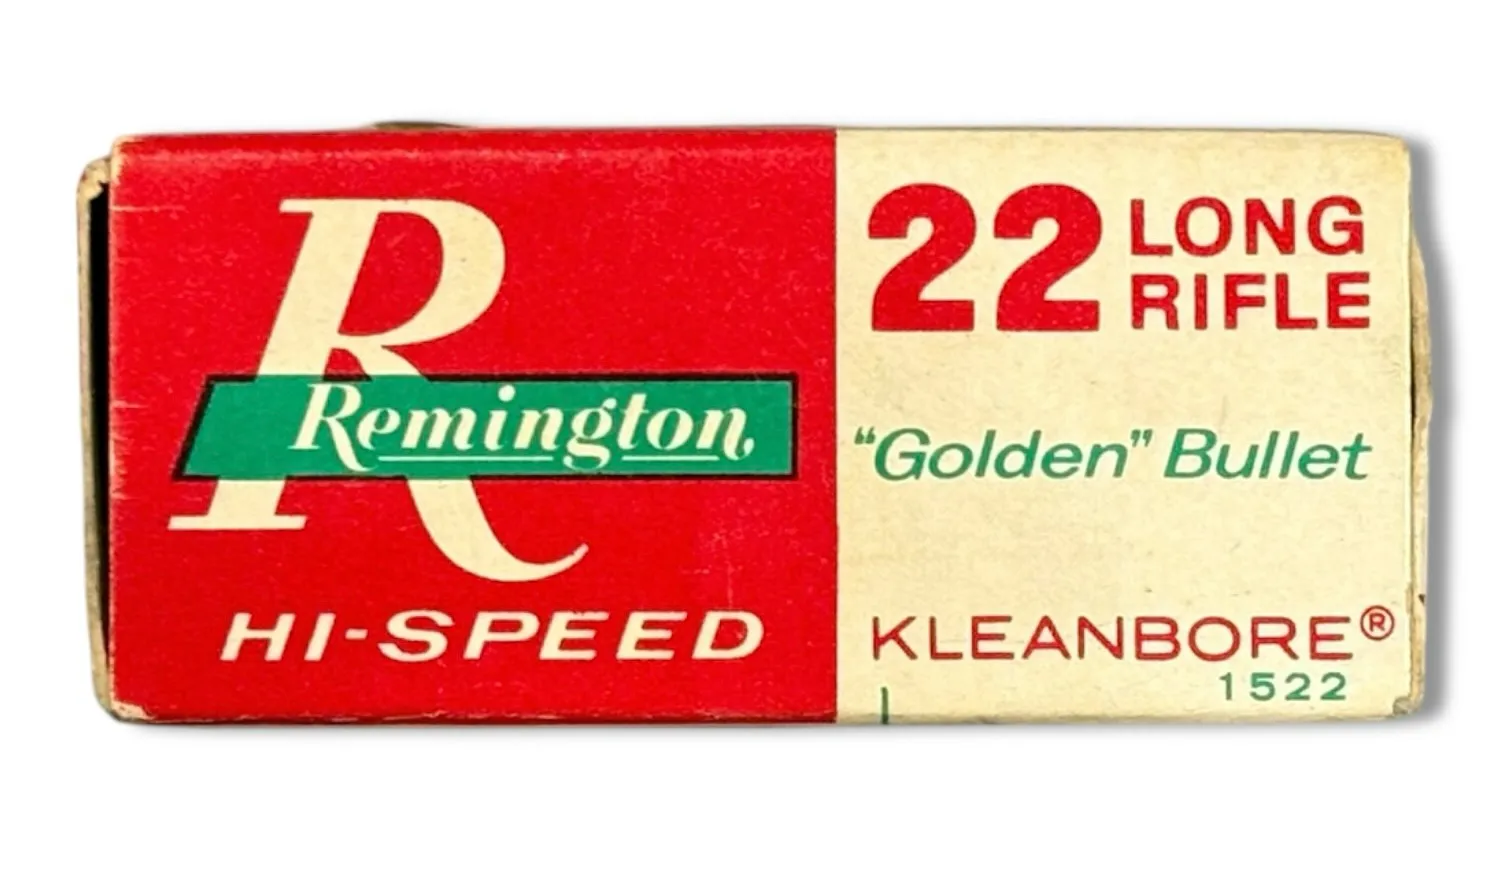 R
Remington
HI-SPEED
22 LONG
RIFLE
"Golden" Bullet
KLEANBORE®
1522